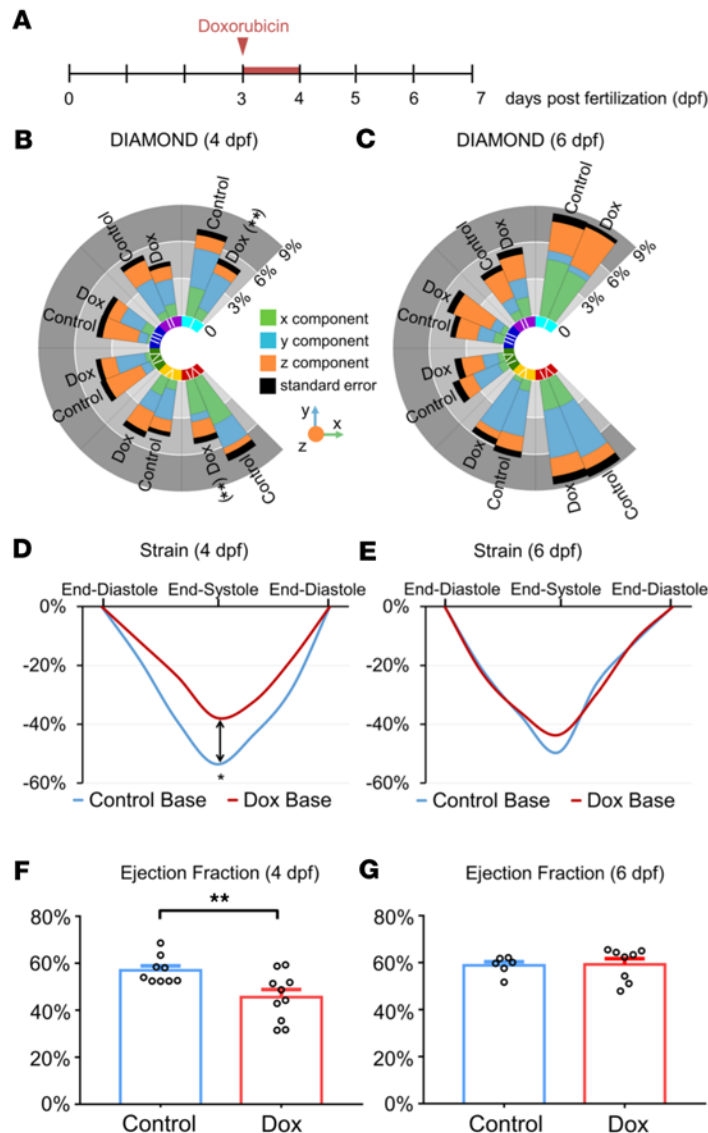 A
Doxorubicin
0 3 4 5 6 7 days post fertilization (dpf)
B
DIAMOND (4 dpf)
Control
Dox (**)
Control
Dox
Dox
Control
Dox
Control
Dox
Control
Dox (**)
Control
0 3% 6% 9%
x component
y component
z component
standard error
y
x
z
C
DIAMOND (6 dpf)
Control
Dox
Control
Dox
Dox
Control
Dox
Control
Dox
Control
Dox
Control
0 3% 6% 9%
D
Strain (4 dpf)
End-Diastole End-Systole End-Diastole
0%
-20%
-40%
-60%
*
Control Base Dox Base
E
Strain (6 dpf)
End-Diastole End-Systole End-Diastole
0%
-20%
-40%
-60%
Control Base Dox Base
F
Ejection Fraction (4 dpf)
**
80%
60%
40%
20%
0%
Control Dox
G
Ejection Fraction (6 dpf)
80%
60%
40%
20%
0%
Control Dox